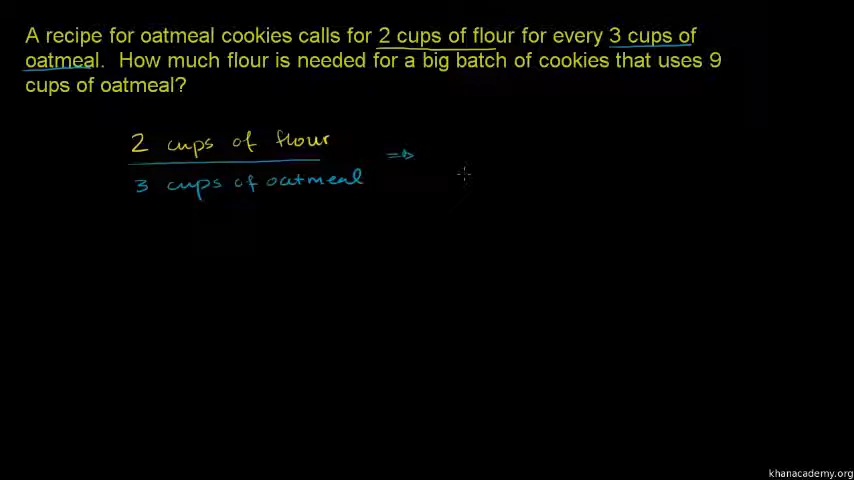 A recipe for oatmeal cookies calls for 2 cups of flour for every 3 cups of
oatmeal. How much flour is needed for a big batch of cookies that uses 9
cups of oatmeal?
2 cups of flour
3 cups of oatmeal
khanacademy.org